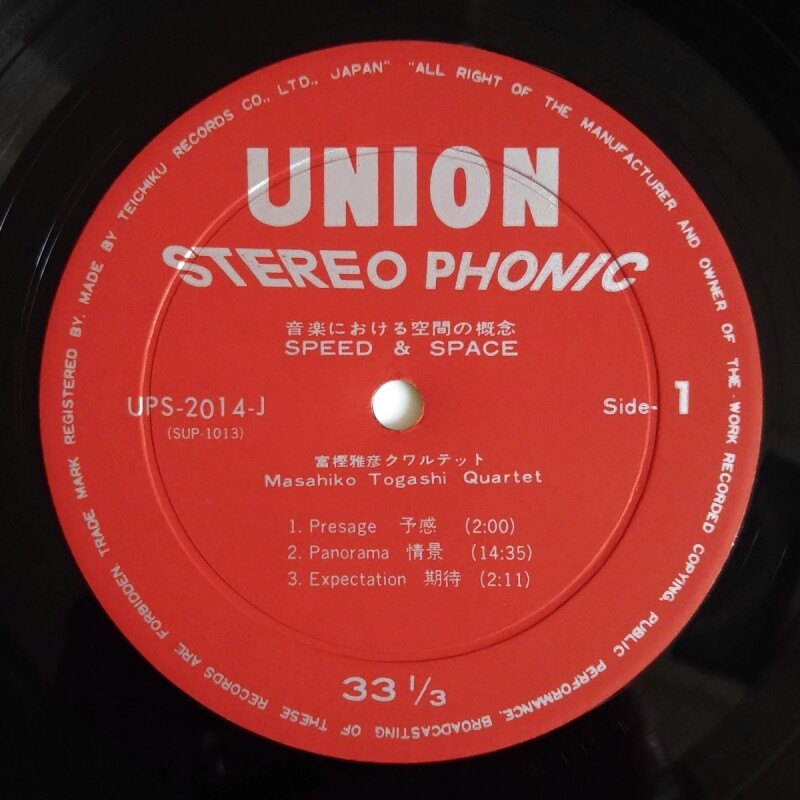 UNION
STEREO PHONIC
音楽における空間の概念
SPEED & SPACE
UPS-2014-J
(SUP-1013)
Side-1
富樫雅彦クワルテット
Masahiko Togashi Quartet
1. Presage 予感 (2:00)
2. Panorama 情景 (14:35)
3. Expectation 期待 (2:11)
33 1/3
"ALL RIGHT OF THE MANUFACTURER AND OWNER OF THE·WORK RECORDED COPYING, PUBLIC PERFORMANCE, BROADCASTING OF THESE RECORDS ARE FORBIDDEN, TRADE MARK REGISTERED BY. MADE BY TEICHIKU RECORDS CO., LTD., JAPAN"